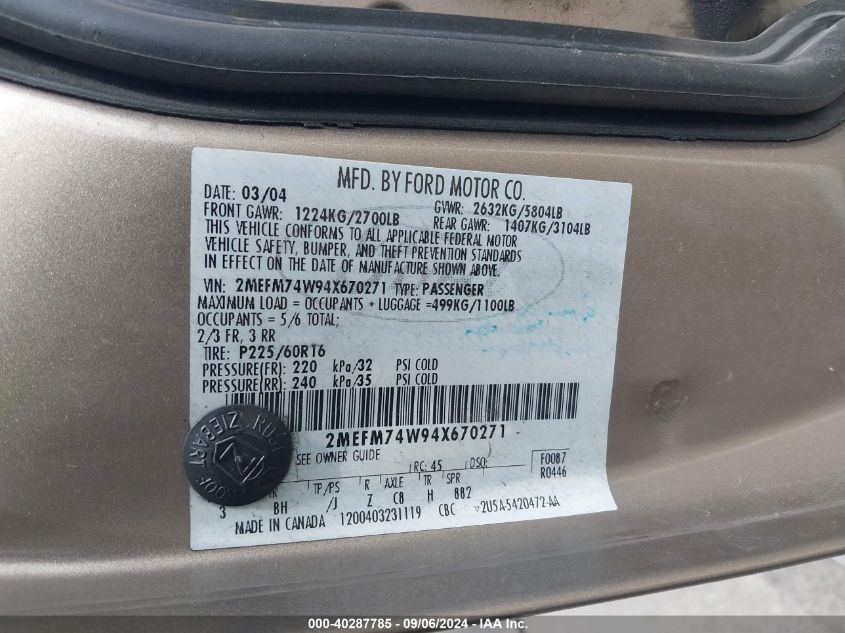 MFD. BY FORD MOTOR CO.
DATE: 03/04
GVWR: 2632KG/5804LB
FRONT GAWR: 1224KG/2700LB
REAR GAWR: 1407KG/3104LB
THIS VEHICLE CONFORMS TO ALL APPLICABLE FEDERAL MOTOR
VEHICLE SAFETY, BUMPER, AND THEFT PREVENTION STANDARDS
IN EFFECT ON THE DATE OF MANUFACTURE SHOWN ABOVE.
VIN: 2MEFM74W94X670271 TYPE: PASSENGER
MAXIMUM LOAD = OCCUPANTS + LUGGAGE =499KG/1100LB
OCCUPANTS = 5/6 TOTAL;
2/3 FR, 3 RR
TIRE: P225/60R16
PRESSURE(FR) 220 kPa/32 PSI COLD
PRESSURE(RR) 240 kPa/35 PSI COLD
2MEFM74W94X670271
SEE OWNER GUIDE
RC: 45 DSO:
F0087
R0446
TP/PS R AXLE TR SPR
3 BH /J Z C8 H BB2
MADE IN CANADA 1200403231119 CBC ▿2U5A-5420472-AA
ZIEBART
000-40287785 - 09/06/2024 - IAA Inc.